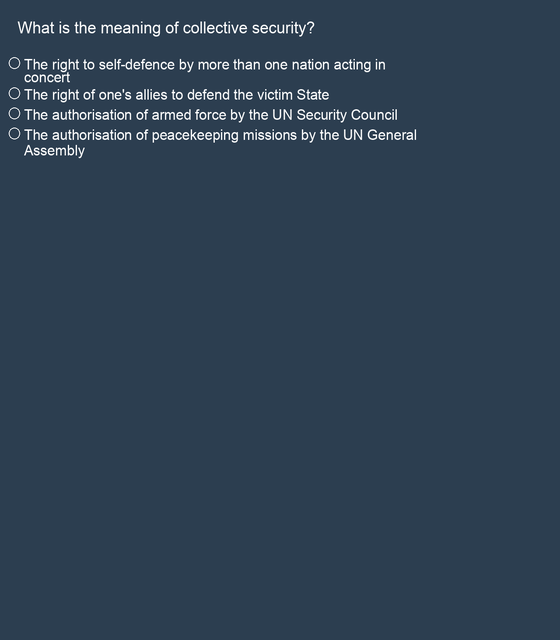 What is the meaning of collective security?
The right to self-defence by more than one nation acting in
concert
The right of one's allies to defend the victim State
The authorisation of armed force by the UN Security Council
The authorisation of peacekeeping missions by the UN General
Assembly